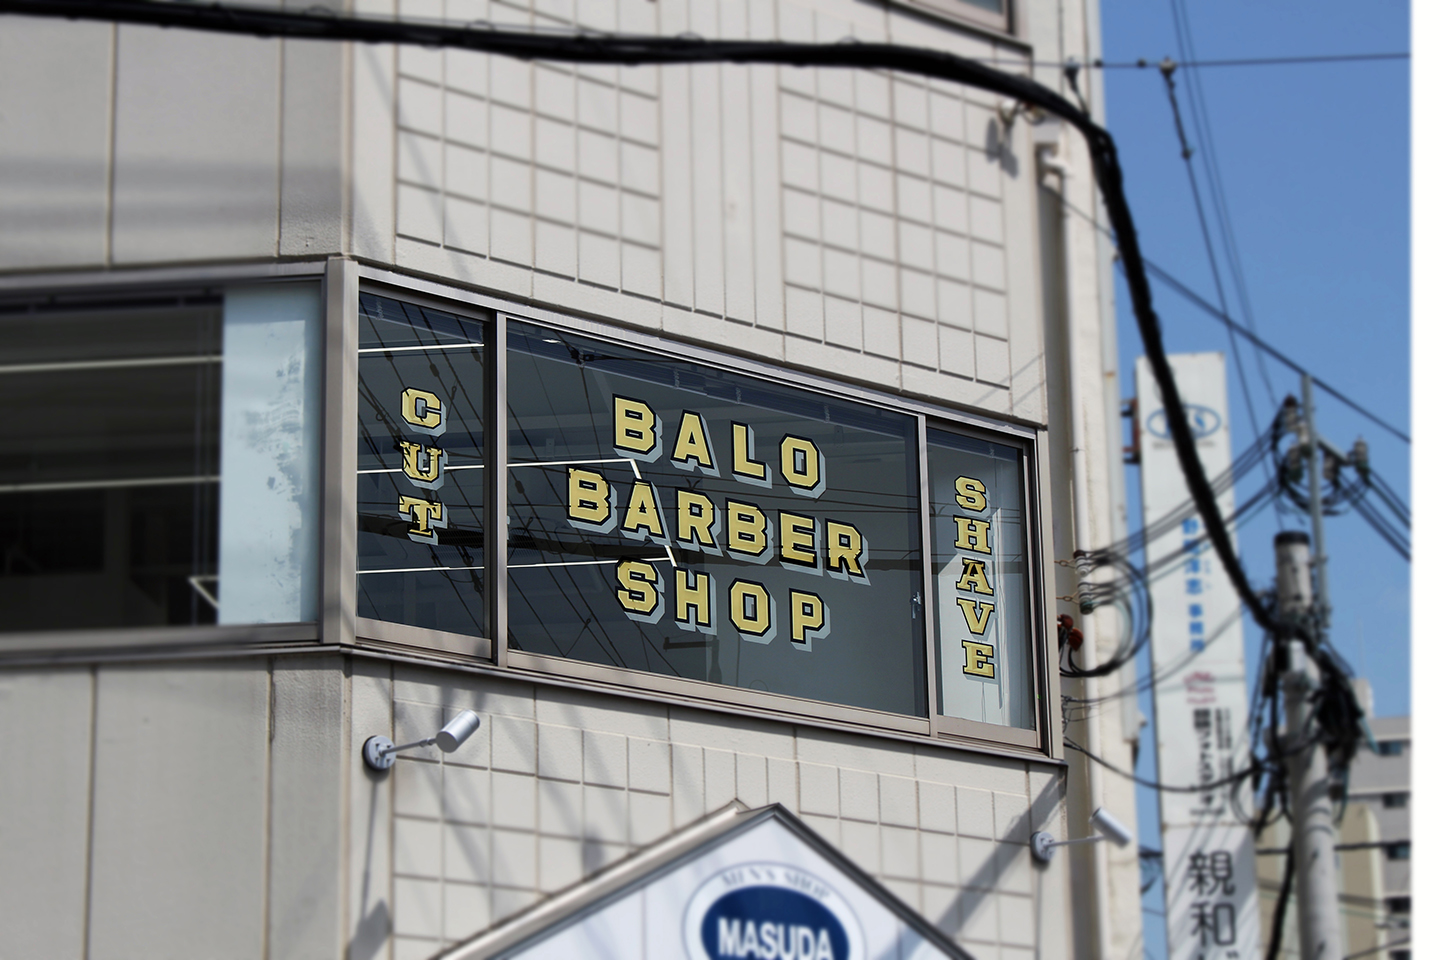 CUT
BALO
BARBER
SHOP
SHAVE
MEN'S SHOP
MASUDA
親和